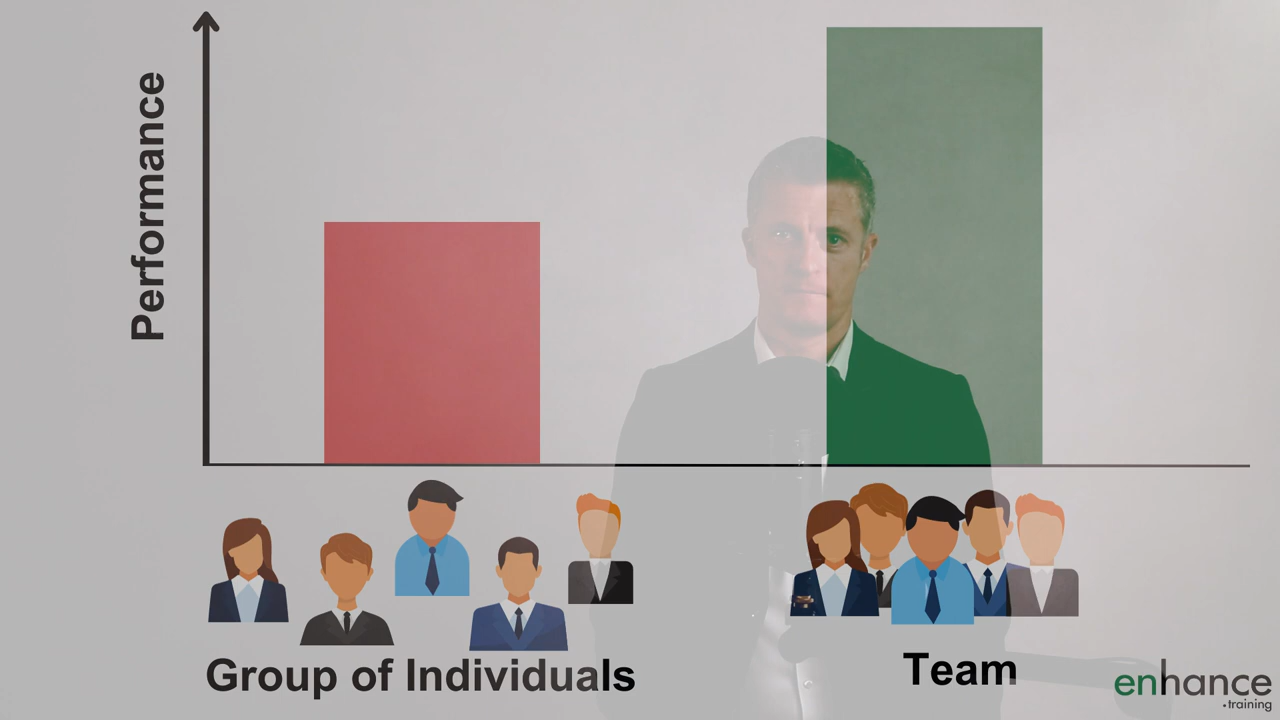 Performance
Group of Individuals
Team
enhance
.training